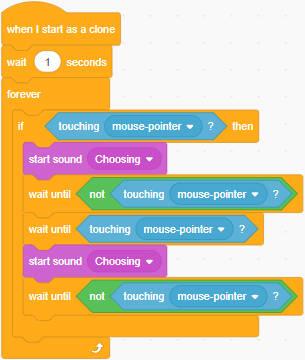 when I start as a clone
wait 1 seconds
forever
if touching mouse-pointer ? then
start sound Choosing
wait until not touching mouse-pointer ?
wait until touching mouse-pointer ?
start sound Choosing
wait until not touching mouse-pointer ?